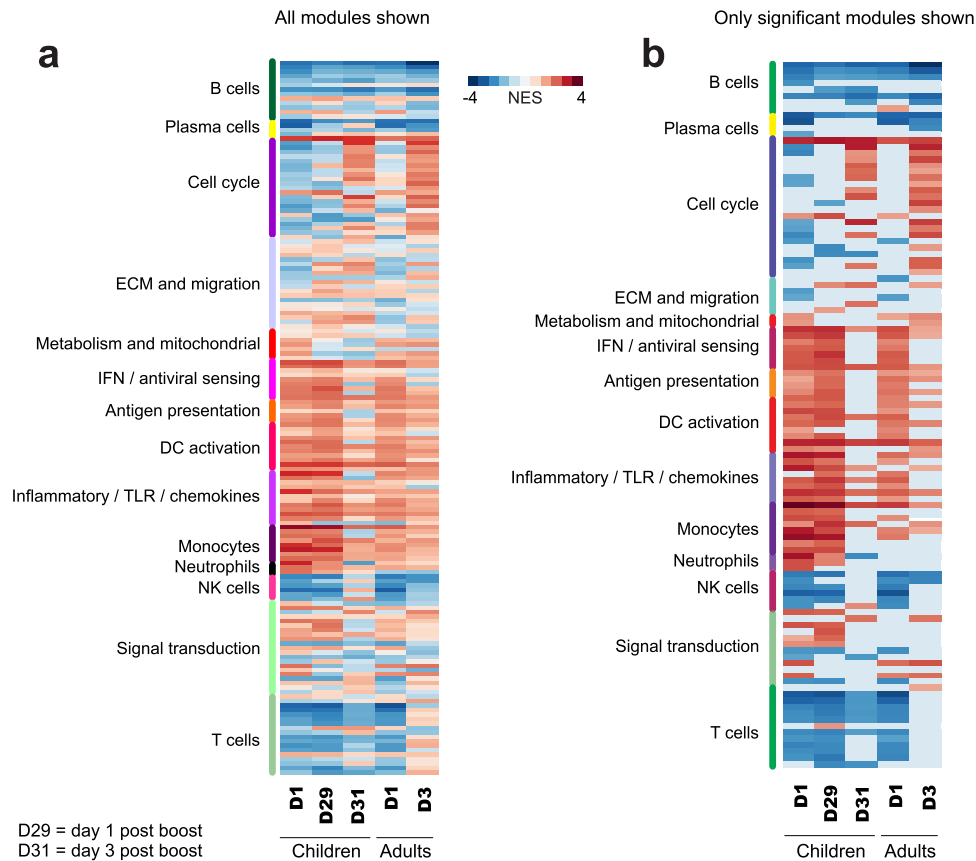 All modules shown
Only significant modules shown
a
b
-4
NES
4
B cells
Plasma cells
Cell cycle
ECM and migration
Metabolism and mitochondrial
IFN / antiviral sensing
Antigen presentation
DC activation
Inflammatory / TLR / chemokines
Monocytes
Neutrophils
NK cells
Signal transduction
T cells
D1
D29
D31
D1
D3
Children
Adults
B cells
Plasma cells
Cell cycle
ECM and migration
Metabolism and mitochondrial
IFN / antiviral sensing
Antigen presentation
DC activation
Inflammatory / TLR / chemokines
Monocytes
Neutrophils
NK cells
Signal transduction
T cells
D1
D29
D31
D1
D3
Children
Adults
D29 = day 1 post boost
D31 = day 3 post boost